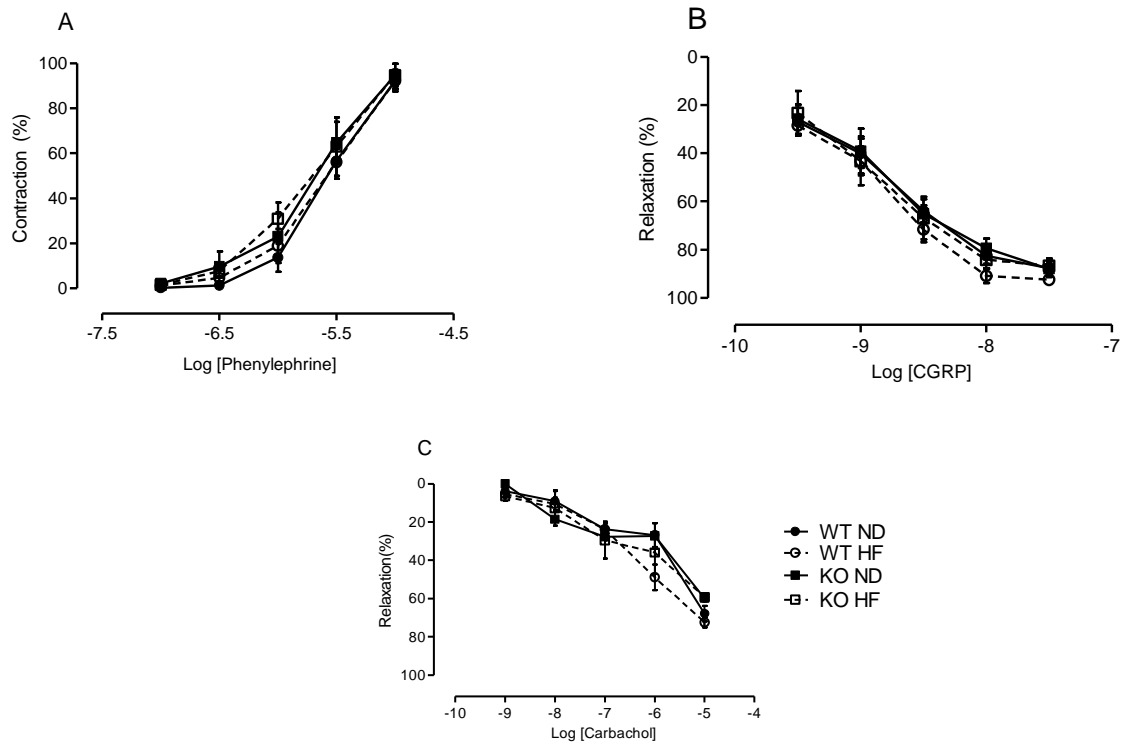 A
100
80
60
40
20
0
Contraction (%)
-7.5
-6.5
-5.5
-4.5
Log [Phenylephrine]
B
0
20
40
60
80
100
Relaxation (%)
-10
-9
-8
-7
Log [CGRP]
C
0
20
40
60
80
100
Relaxation(%)
-10
-9
-8
-7
-6
-5
-4
Log [Carbachol]
WT ND
WT HF
KO ND
KO HF